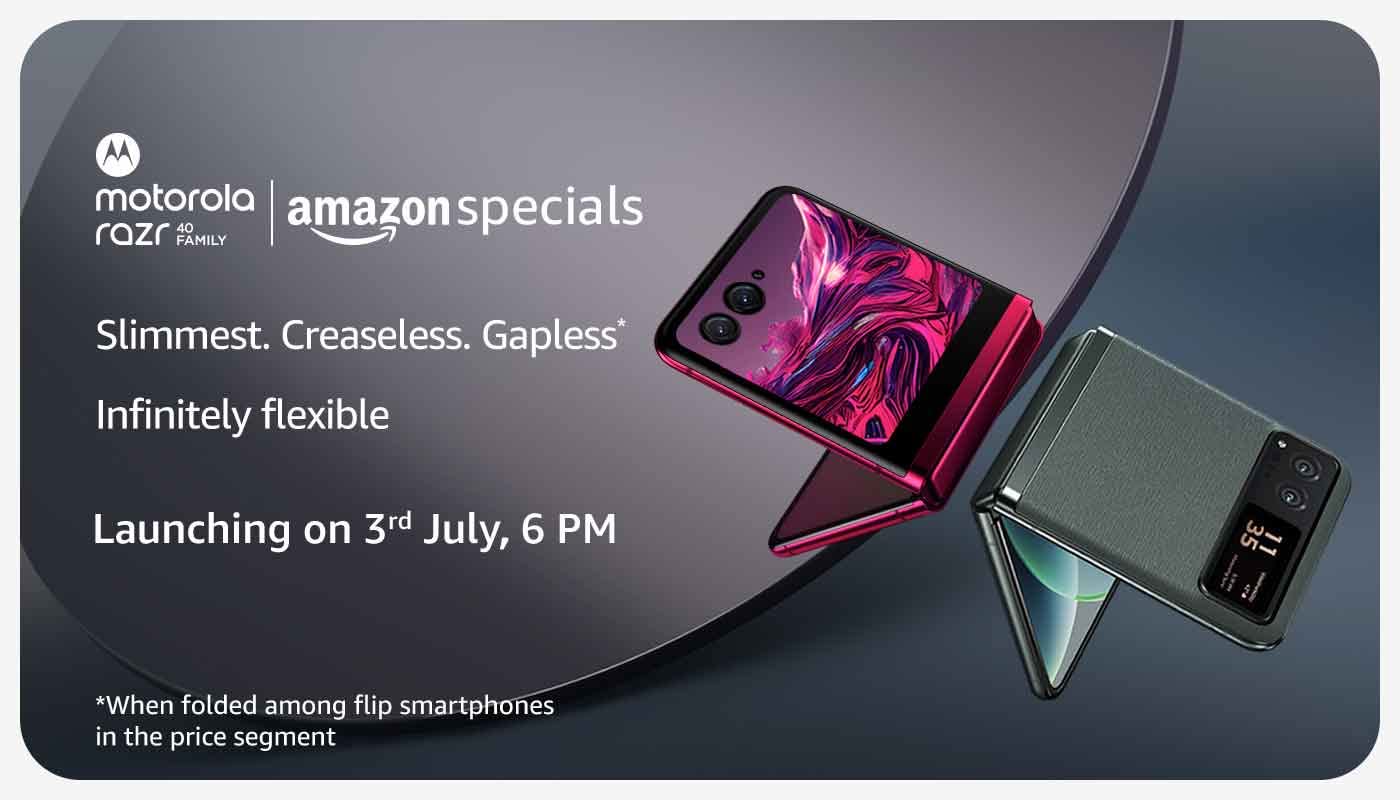 motorola
razr 40 FAMILY
amazon specials
Slimmest. Creaseless. Gapless*
Infinitely flexible
Launching on 3rd July, 6 PM
*When folded among flip smartphones
in the price segment
11
35